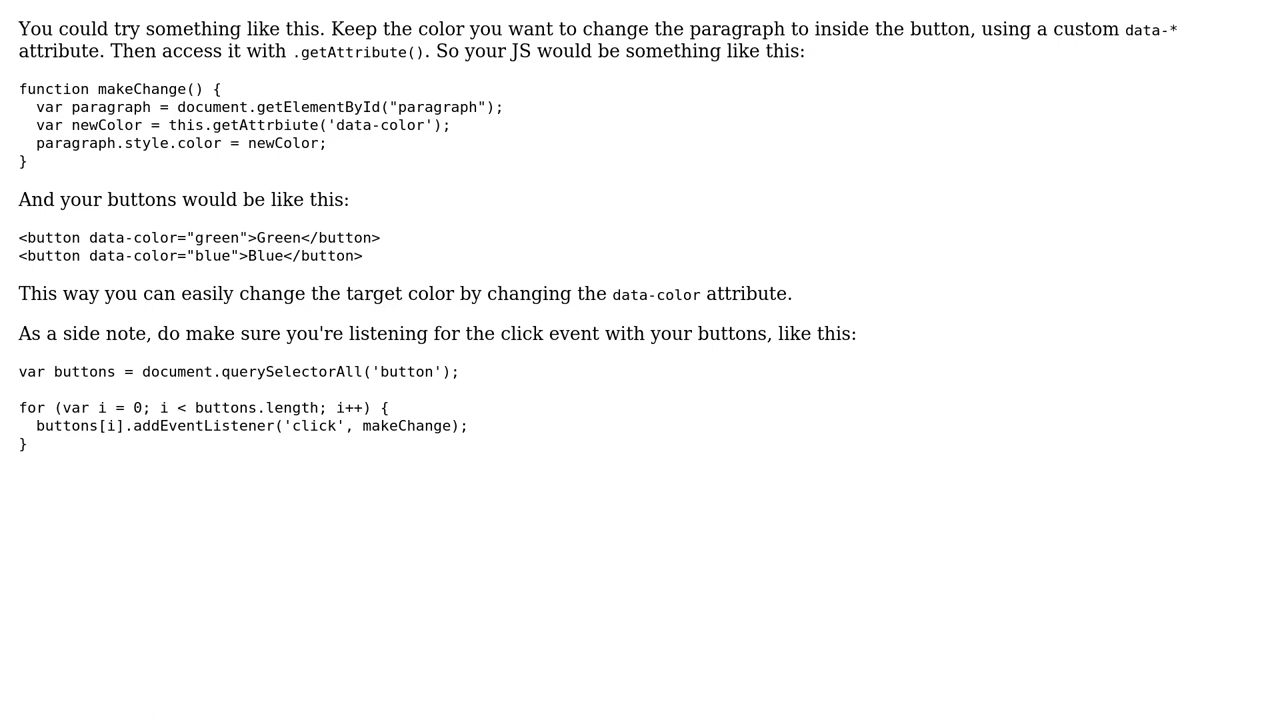 You could try something like this. Keep the color you want to change the paragraph to inside the button, using a custom data-*
attribute. Then access it with .getAttribute(). So your JS would be something like this:
function makeChange() {
  var paragraph = document.getElementById("paragraph");
  var newColor = this.getAttrbiute('data-color');
  paragraph.style.color = newColor;
}
And your buttons would be like this:
<button data-color="green">Green</button>
<button data-color="blue">Blue</button>
This way you can easily change the target color by changing the data-color attribute.
As a side note, do make sure you're listening for the click event with your buttons, like this:
var buttons = document.querySelectorAll('button');
for (var i = 0; i < buttons.length; i++) {
  buttons[i].addEventListener('click', makeChange);
}